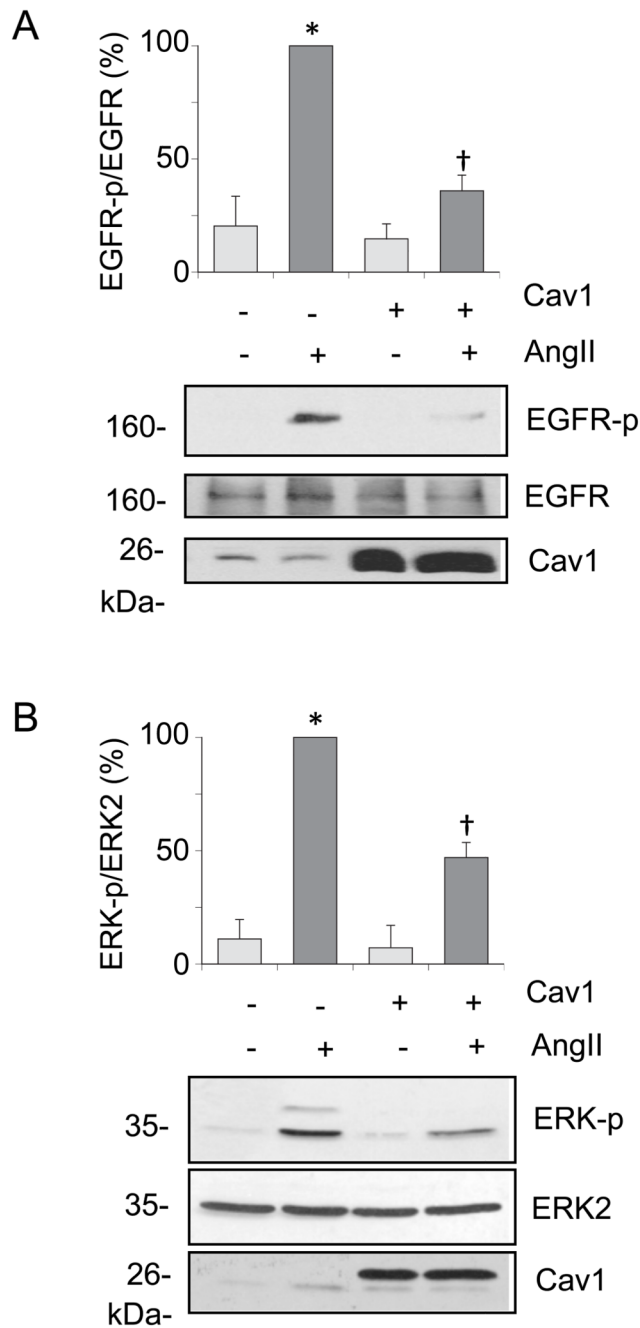 A
EGFR-p/EGFR (%)
100
50
0
*
†
- - + + Cav1
- + - + AngII
160- EGFR-p
160- EGFR
26- Cav1
kDa-
B
ERK-p/ERK2 (%)
100
50
0
*
†
- - + + Cav1
- + - + AngII
35- ERK-p
35- ERK2
26- Cav1
kDa-